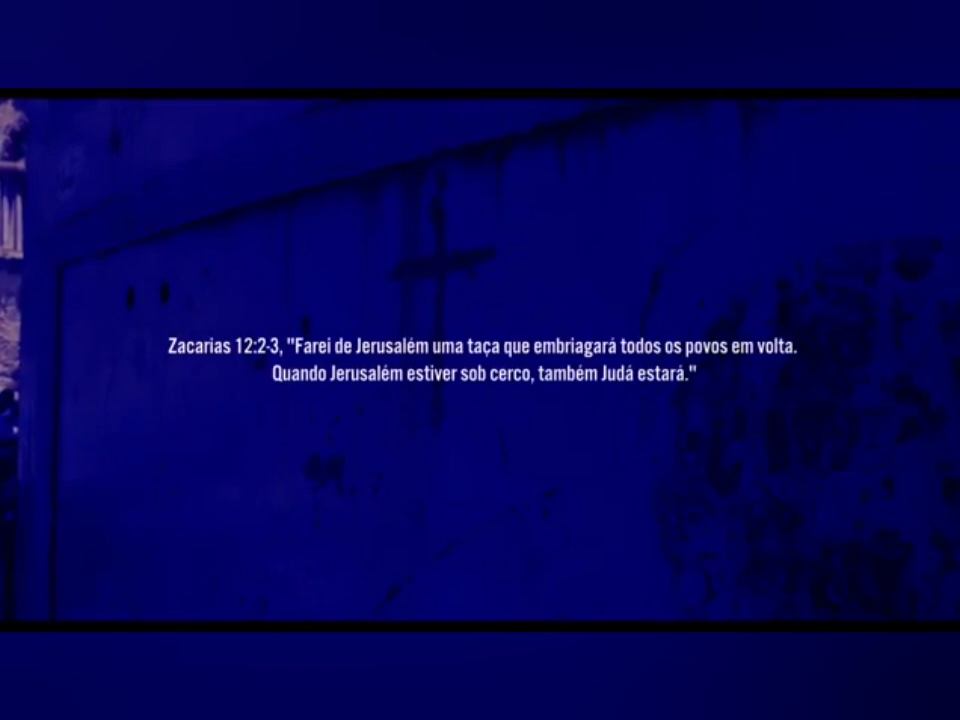 Zacarias 12:2-3, "Farei de Jerusalém uma taça que embriagará todos os povos em volta.
Quando Jerusalém estiver sob cerco, também Judá estará."